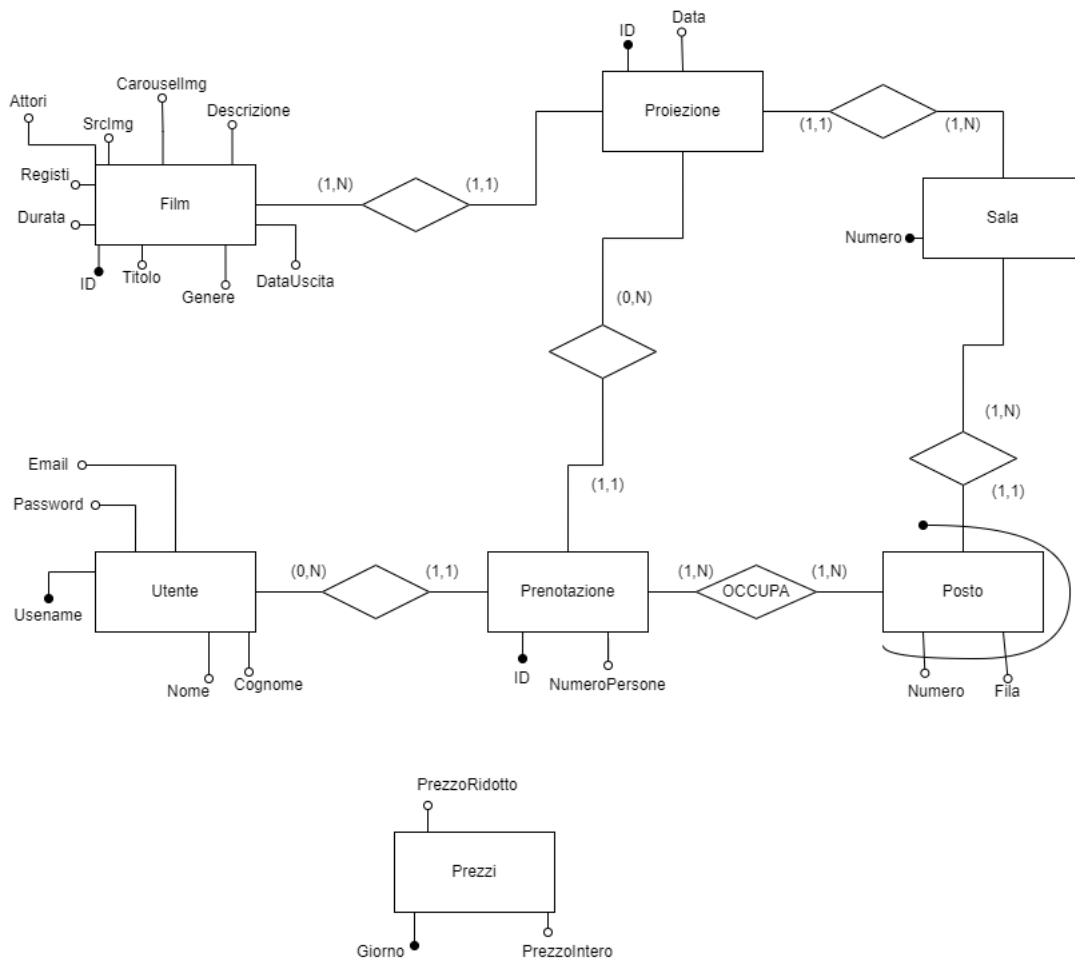 ID
Data
CarouselImg
Attori
SrcImg
Descrizione
Proiezione
(1,1)
(1,N)
Registi
(1,N)
(1,1)
Film
Durata
Sala
Numero
ID
Titolo
Genere
DataUscita
(0,N)
(1,N)
Email
(1,1)
(1,1)
Password
(0,N)
(1,1)
(1,N)
(1,N)
Utente
Prenotazione
OCCUPA
Posto
Usename
Nome
Cognome
ID
NumeroPersone
Numero
Fila
PrezzoRidotto
Prezzi
Giorno
PrezzoIntero